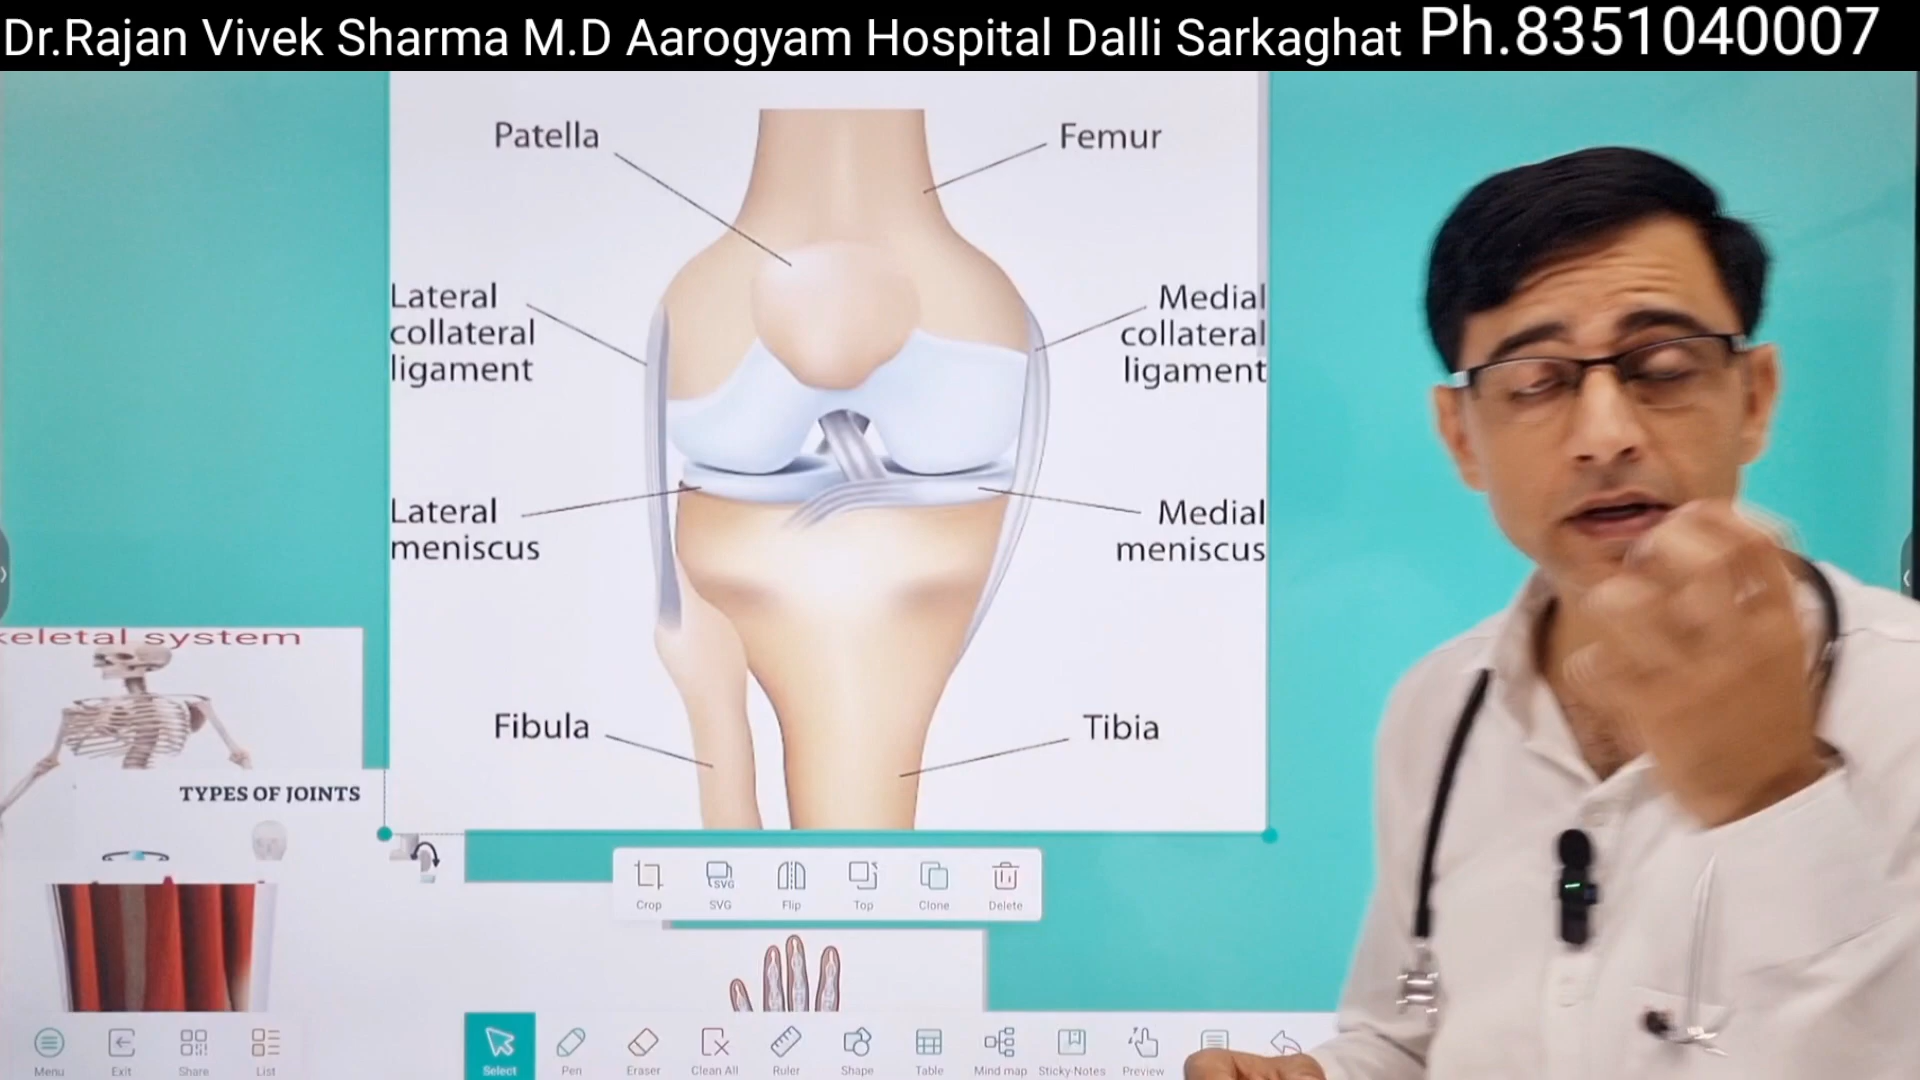 Dr.Rajan Vivek Sharma M.D Aarogyam Hospital Dalli Sarkaghat Ph.8351040007
Patella
Femur
Lateral
collateral
ligament
Medial
collateral
ligament
Lateral
meniscus
Medial
meniscus
Fibula
Tibia
keletal system
TYPES OF JOINTS
Crop
SVG
SVG
Flip
Top
Clone
Delete
Menu
Exit
Share
List
Select
Pen
Eraser
Clean All
Ruler
Shape
Table
Mind map
Sticky Notes
Preview